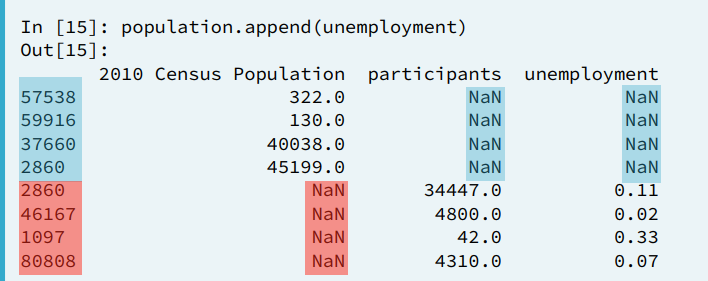 In [15]: population.append(unemployment)
Out[15]:
2010 Census Population participants unemployment
57538 322.0 NaN NaN
59916 130.0 NaN NaN
37660 40038.0 NaN NaN
2860 45199.0 NaN NaN
2860 NaN 34447.0 0.11
46167 NaN 4800.0 0.02
1097 NaN 42.0 0.33
80808 NaN 4310.0 0.07